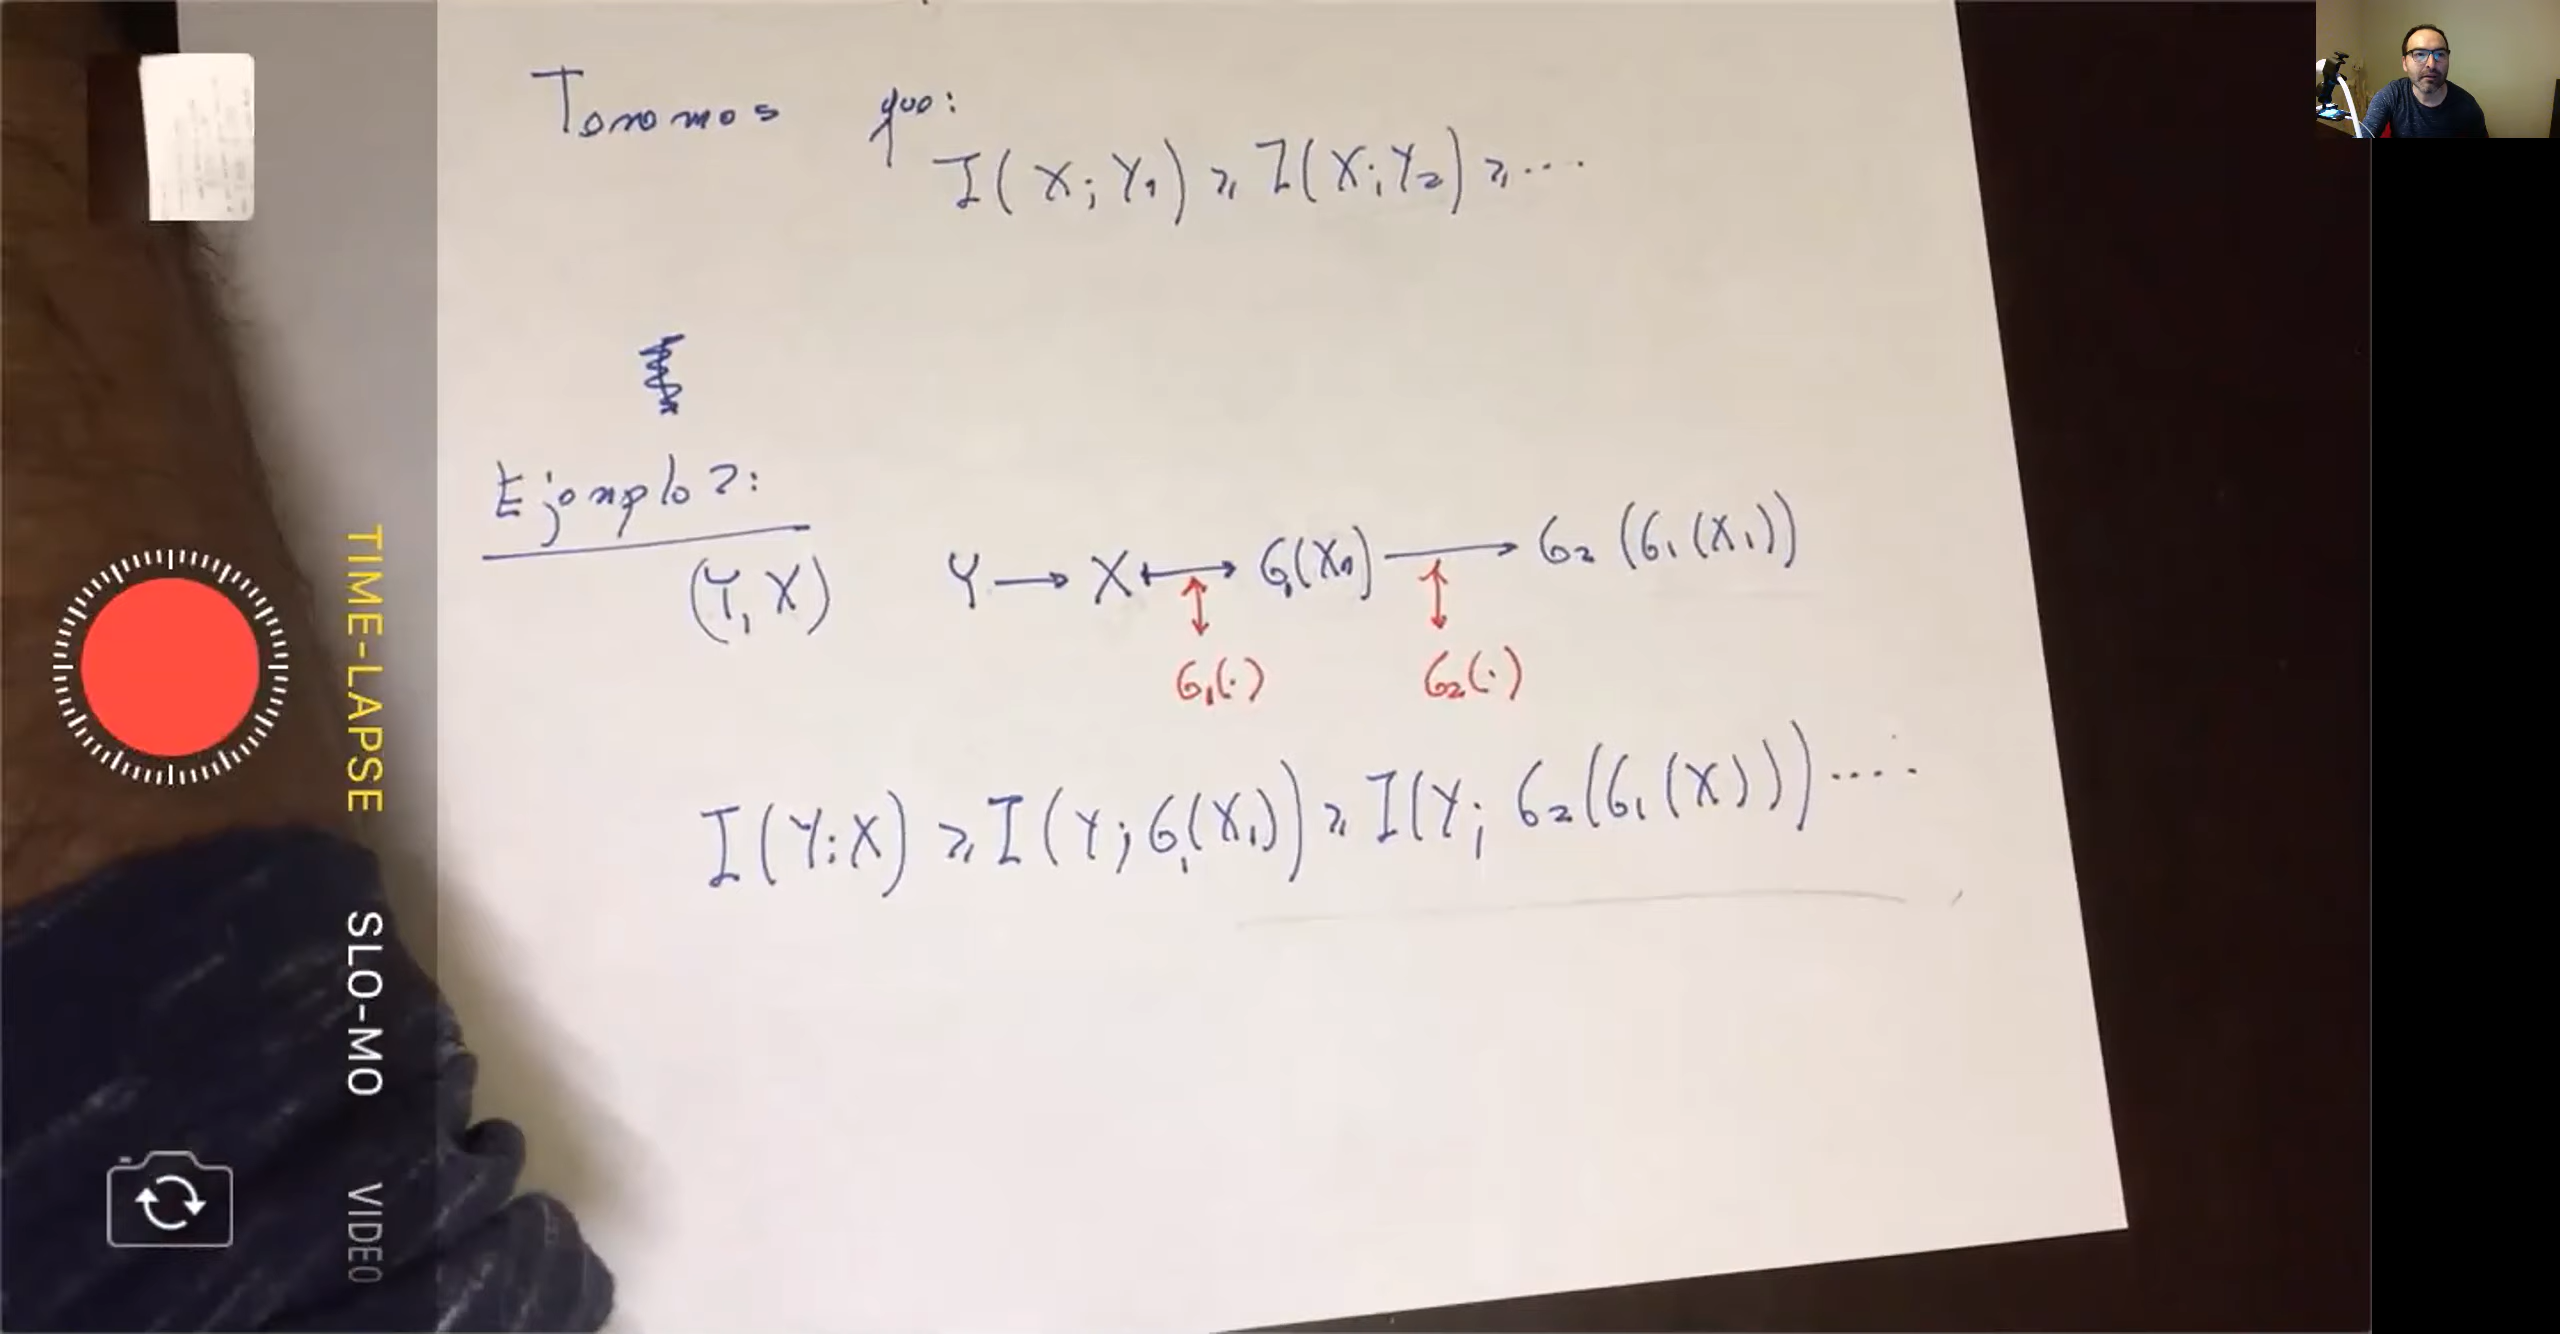 Tenemos que:
I(X;Y₁) ≥ I(X;Y₂) ≥ ....
Ejemplo 2:
(Y, X) Y → X ↔ G₁(X₁) → G₂(G₁(X₁))
G₁(·) G₂(·)
I(Y;X) ≥ I(Y;G₁(X₁)) ≥ I(Y;G₂(G₁(X))) ....
TIME-LAPSE
SLO-MO
VIDEO